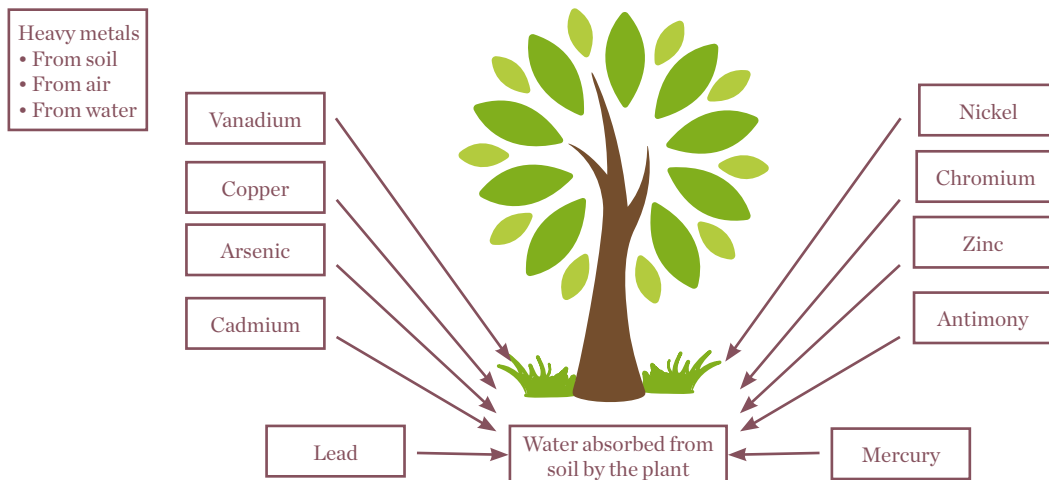 Heavy metals
• From soil
• From air
• From water
Vanadium
Copper
Arsenic
Cadmium
Lead
Nickel
Chromium
Zinc
Antimony
Mercury
Water absorbed from
soil by the plant